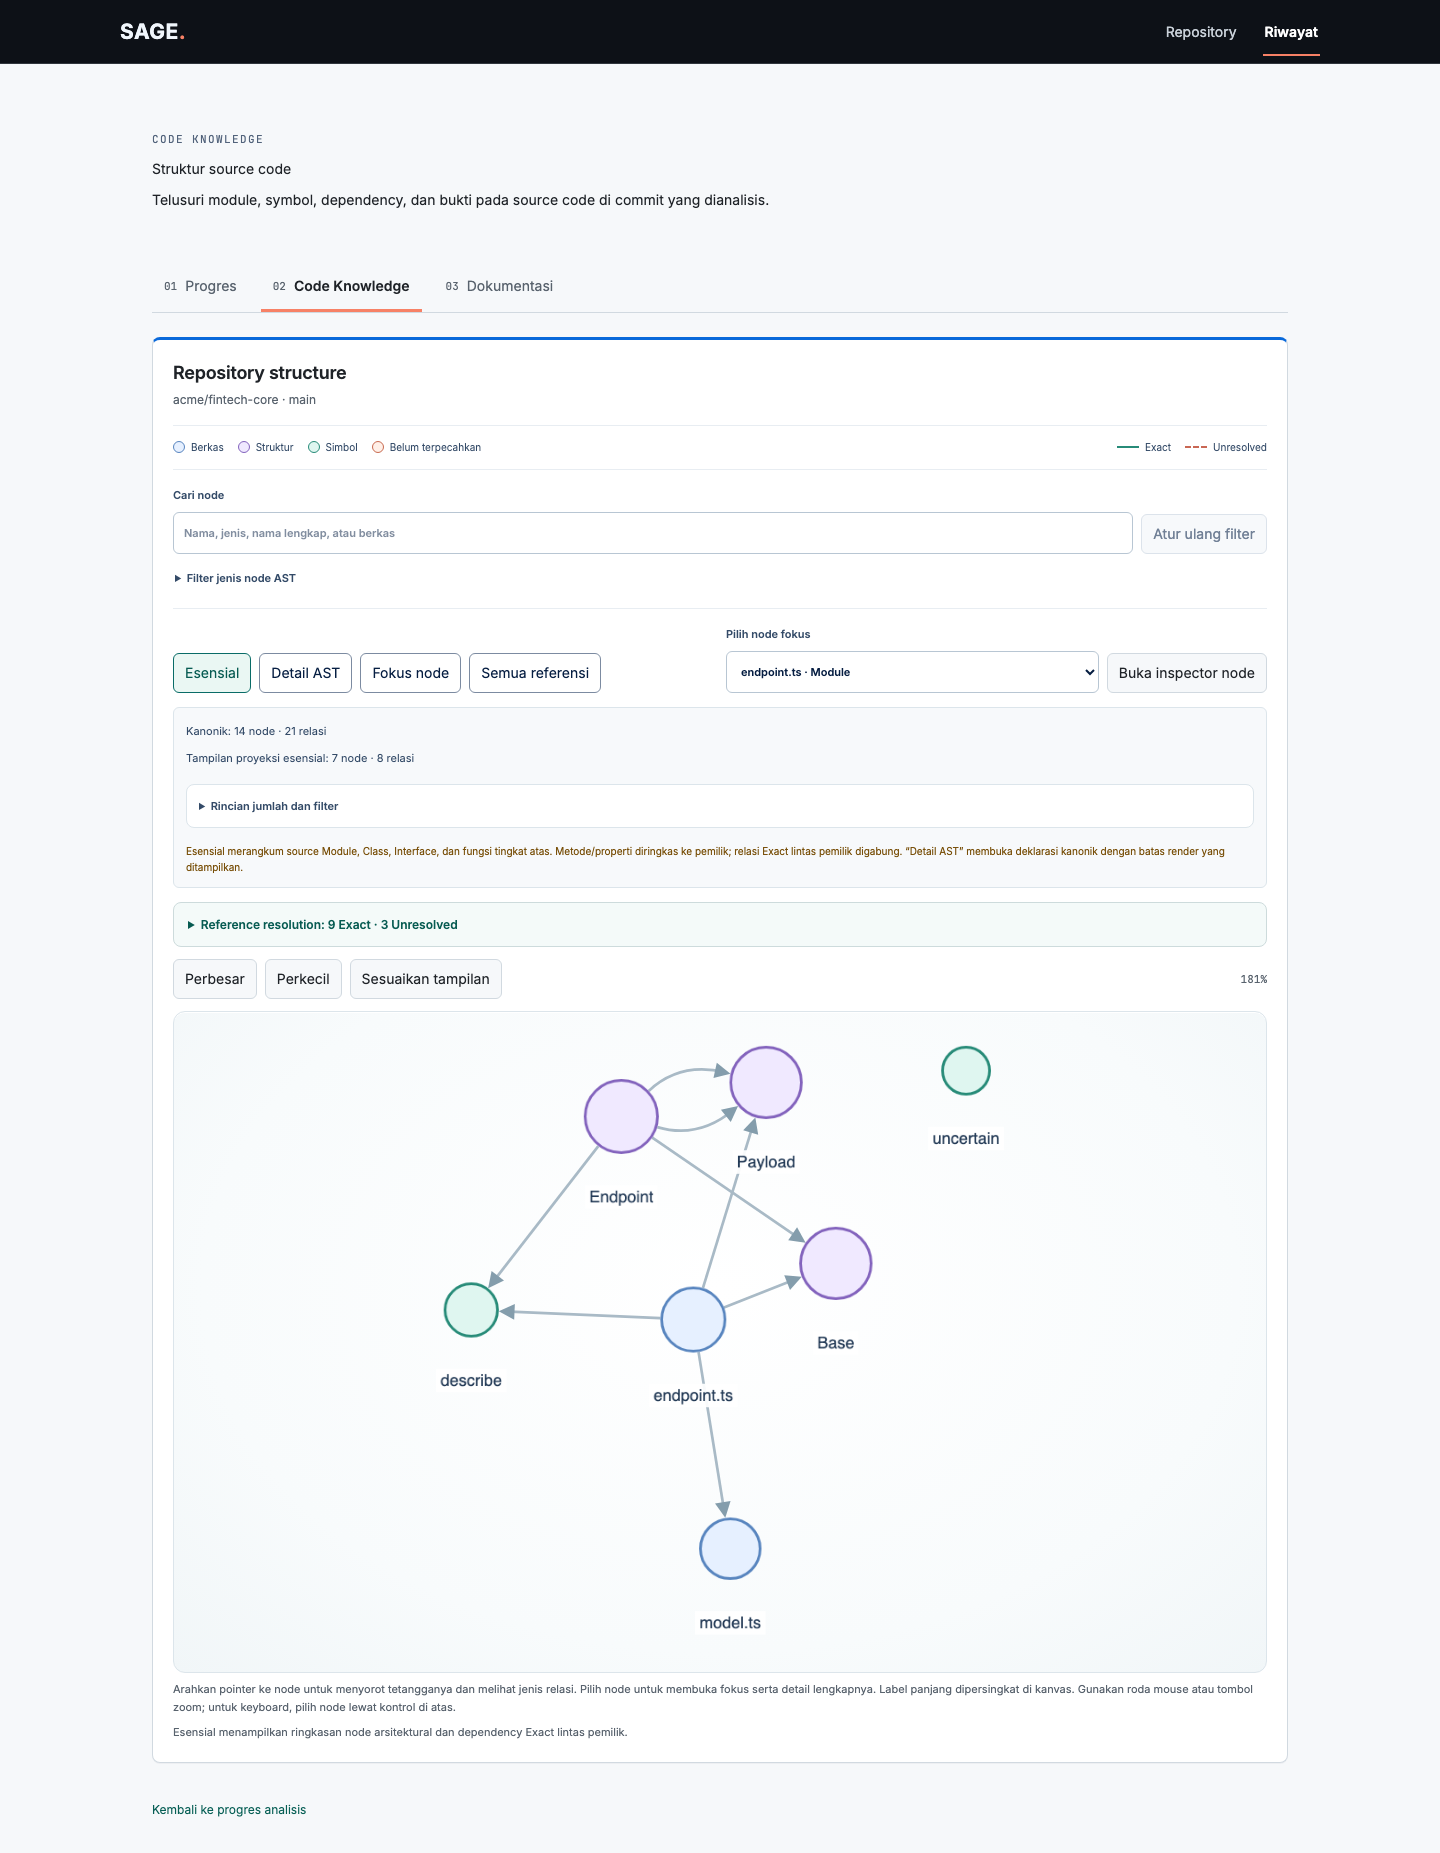 SAGE.
Repository
Riwayat
CODE KNOWLEDGE
Struktur source code
Telusuri module, symbol, dependency, dan bukti pada source code di commit yang dianalisis.
01 Progres
02 Code Knowledge
03 Dokumentasi
Repository structure
acme/fintech-core · main
Berkas
Struktur
Simbol
Belum terpecahkan
Exact
Unresolved
Cari node
Nama, jenis, nama lengkap, atau berkas
Atur ulang filter
Filter jenis node AST
Pilih node fokus
Esensial
Detail AST
Fokus node
Semua referensi
endpoint.ts · Module
Buka inspector node
Kanonik: 14 node · 21 relasi
Tampilan proyeksi esensial: 7 node · 8 relasi
Rincian jumlah dan filter
Esensial merangkum source Module, Class, Interface, dan fungsi tingkat atas. Metode/properti diringkas ke pemilik; relasi Exact lintas pemilik digabung. “Detail AST” membuka deklarasi kanonik dengan batas render yang
ditampilkan.
Reference resolution: 9 Exact · 3 Unresolved
Perbesar
Perkecil
Sesuaikan tampilan
181%
uncertain
Payload
Endpoint
Base
describe
endpoint.ts
model.ts
Arahkan pointer ke node untuk menyorot tetangganya dan melihat jenis relasi. Pilih node untuk membuka fokus serta detail lengkapnya. Label panjang dipersingkat di kanvas. Gunakan roda mouse atau tombol
zoom; untuk keyboard, pilih node lewat kontrol di atas.
Esensial menampilkan ringkasan node arsitektural dan dependency Exact lintas pemilik.
Kembali ke progres analisis